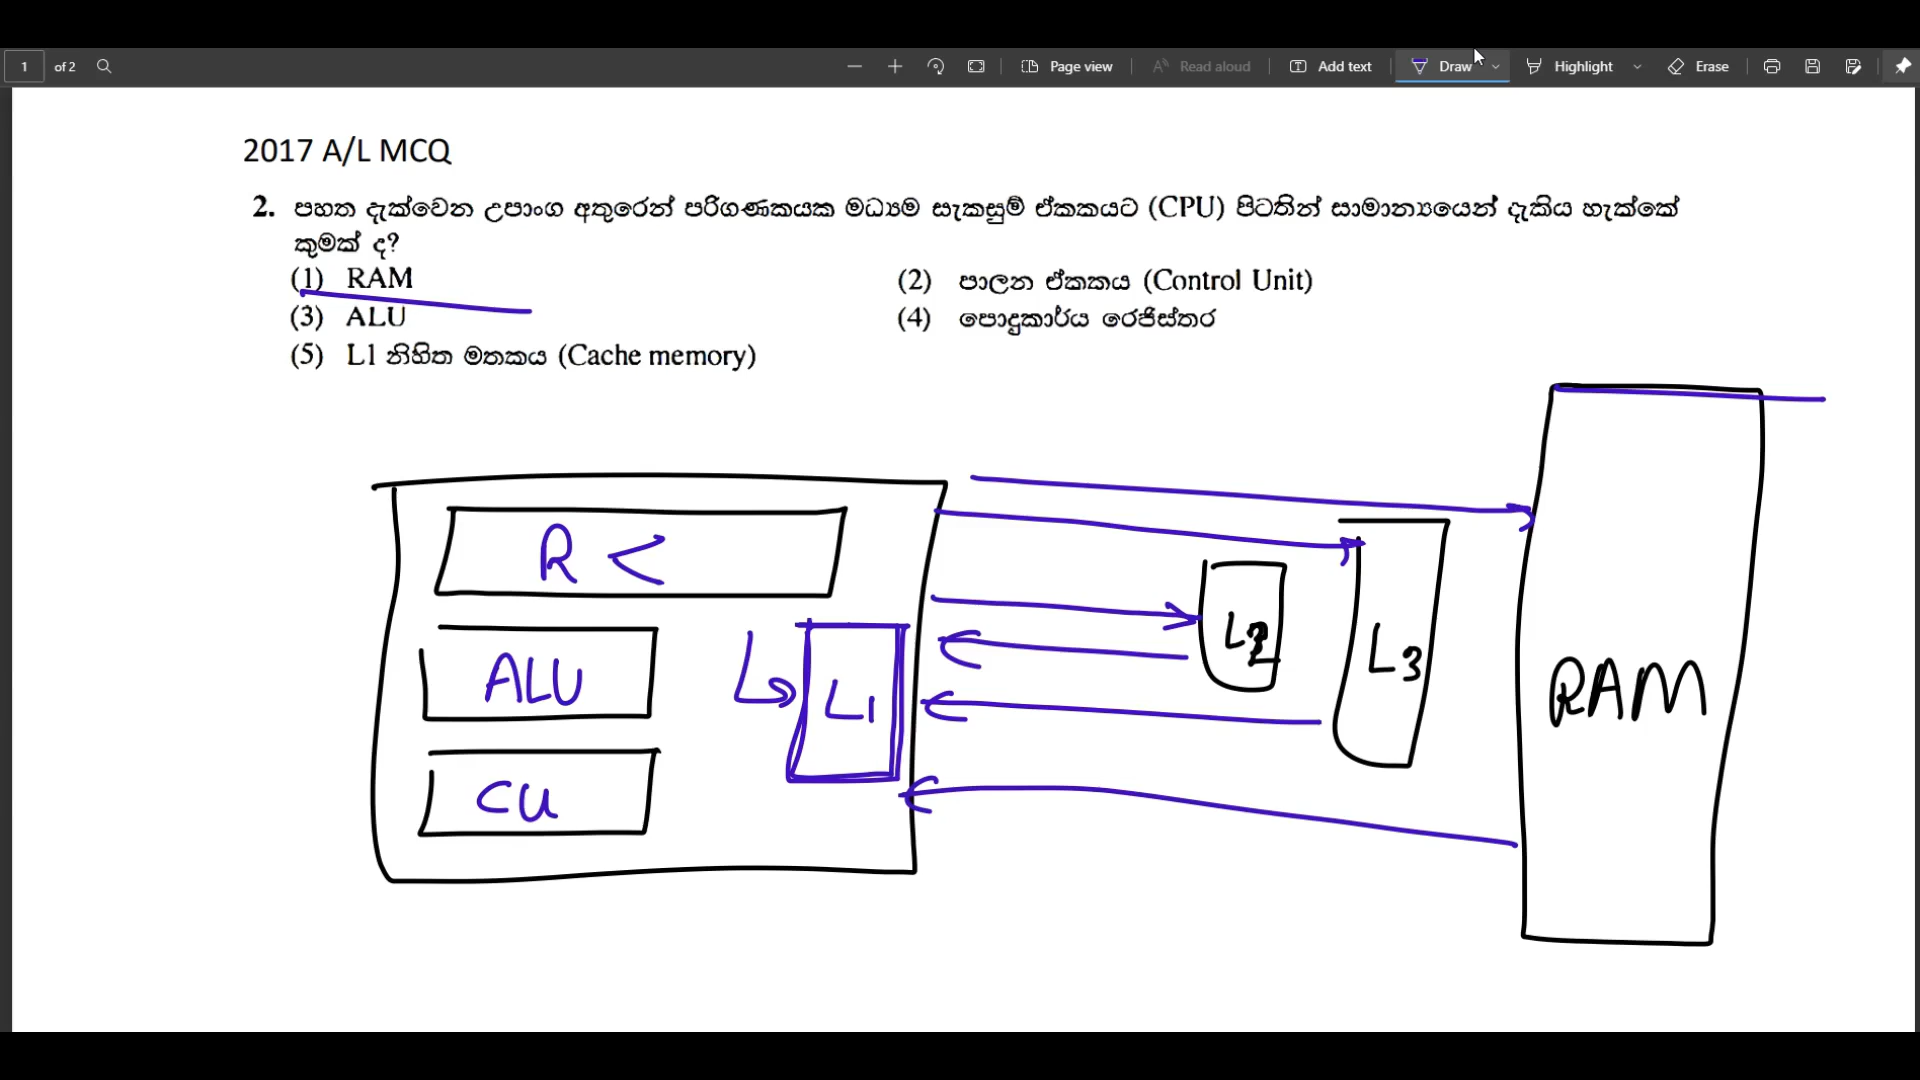 1 of 2 Page view Read aloud Add text Draw Highlight Erase
2017 A/L MCQ
2. පහත දැක්වෙන උපාංග අතුරෙන් පරිගණකයක මධ්‍යම සැකසුම් ඒකකයට (CPU) පිටතින් සාමාන්‍යයෙන් දැකිය හැක්කේ
කුමක් ද?
(1) RAM (2) පාලන ඒකකය (Control Unit)
(3) ALU (4) පොදුකාර්ය රෙජිස්තර
(5) L1 නිහිත මතකය (Cache memory)
R <
ALU
L1
L2
L3
RAM
CU